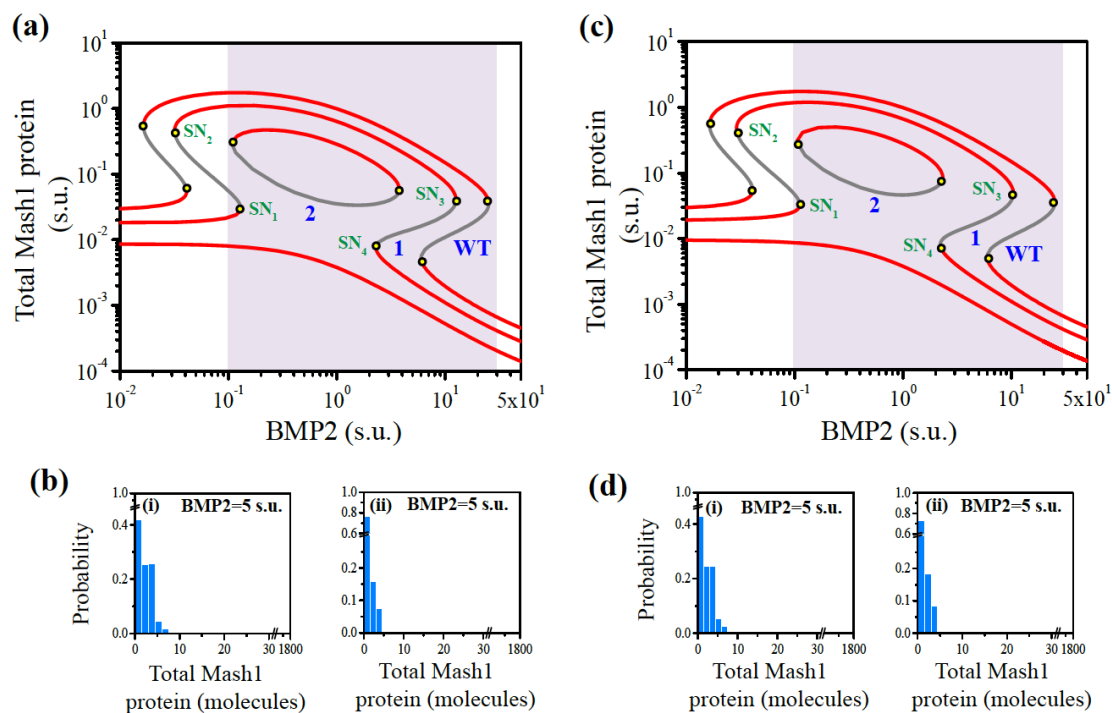 (a)
Total Mash1 protein
(s.u.)
10^1
10^0
10^-1
10^-2
10^-3
10^-4
SN2
SN1
SN3
SN4
2
1
WT
10^-2
10^-1
10^0
10^1
5x10^1
BMP2 (s.u.)
(c)
Total Mash1 protein
(s.u.)
10^1
10^0
10^-1
10^-2
10^-3
10^-4
SN2
SN1
SN3
SN4
2
1
WT
10^-2
10^-1
10^0
10^1
5x10^1
BMP2 (s.u.)
(b)
Probability
1.0
0.4
0.2
0.0
(i) BMP2=5 s.u.
0 10 20 30 1800
Total Mash1
protein (molecules)
1.0
0.8
0.6
0.2
0.1
0.0
(ii) BMP2=5 s.u.
0 10 20 30 1800
Total Mash1
protein (molecules)
(d)
Probability
1.0
0.4
0.2
0.0
(i) BMP2=5 s.u.
0 10 20 30 1800
Total Mash1
protein (molecules)
1.0
0.8
0.6
0.2
0.1
0.0
(ii) BMP2=5 s.u.
0 10 20 30 1800
Total Mash1
protein (molecules)